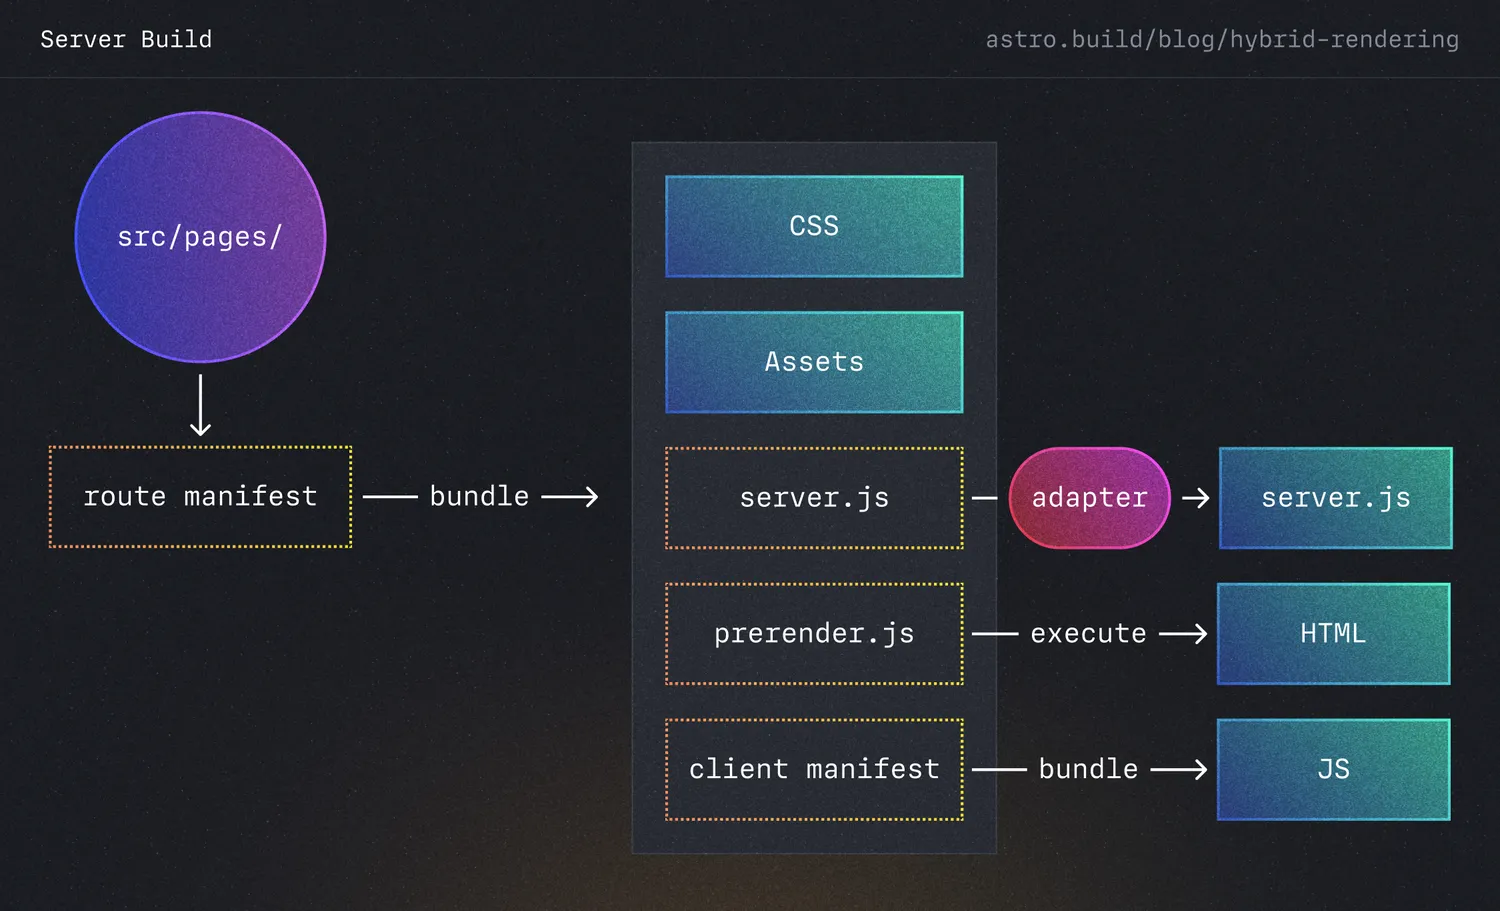 Server Build
astro.build/blog/hybrid-rendering
src/pages/
route manifest
bundle
CSS
Assets
server.js
adapter
server.js
prerender.js
execute
HTML
client manifest
bundle
JS